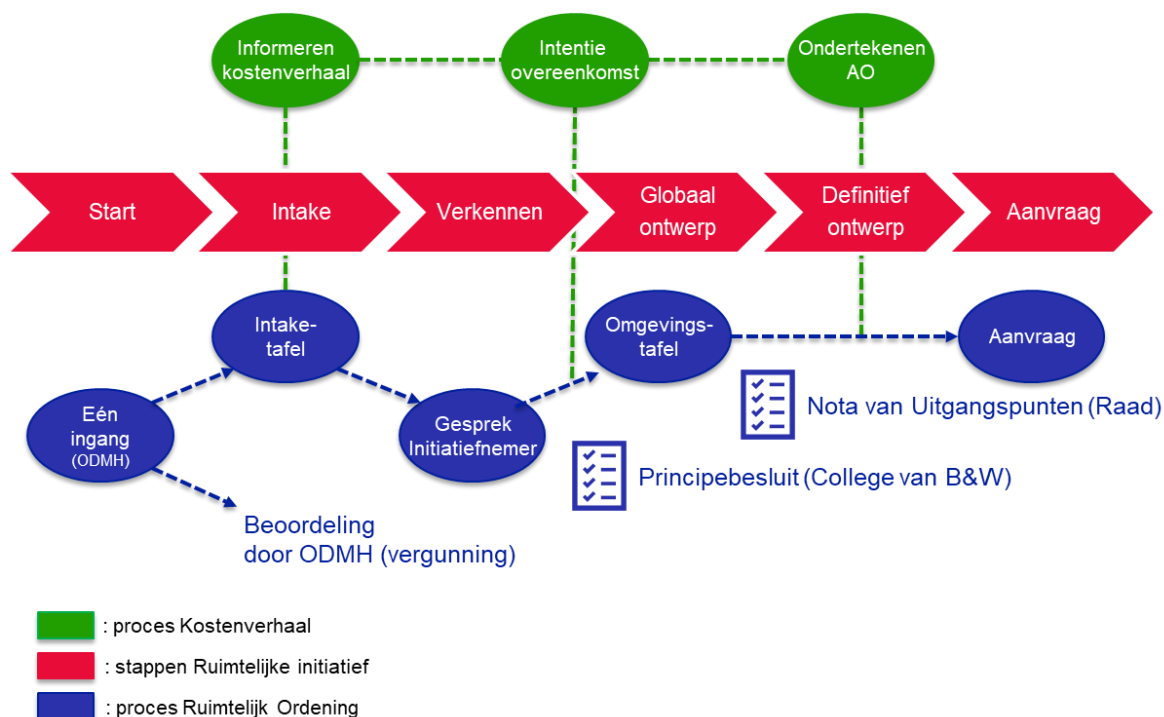 Informeren
kostenverhaal
Intentie
overeenkomst
Ondertekenen
AO
Start
Intake
Verkennen
Globaal
ontwerp
Definitief
ontwerp
Aanvraag
Intake-
tafel
Omgevings-
tafel
Aanvraag
Eén
ingang
(ODMH)
Gesprek
Initiatiefnemer
Nota van Uitgangspunten (Raad)
Principebesluit (College van B&W)
Beoordeling
door ODMH (vergunning)
: proces Kostenverhaal
: stappen Ruimtelijke initiatief
: proces Ruimtelijk Ordening